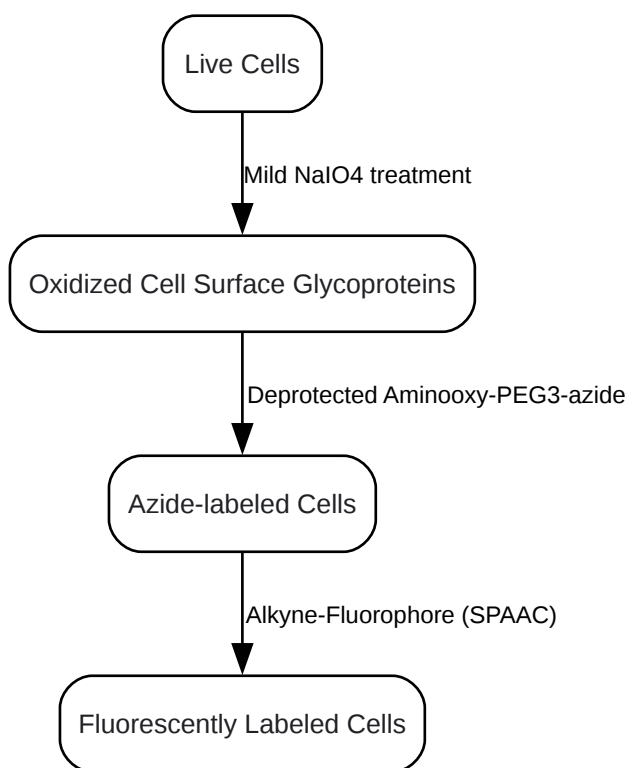 Live Cells
Mild NaIO4 treatment
Oxidized Cell Surface Glycoproteins
Deprotected Aminooxy-PEG3-azide
Azide-labeled Cells
Alkyne-Fluorophore (SPAAC)
Fluorescently Labeled Cells